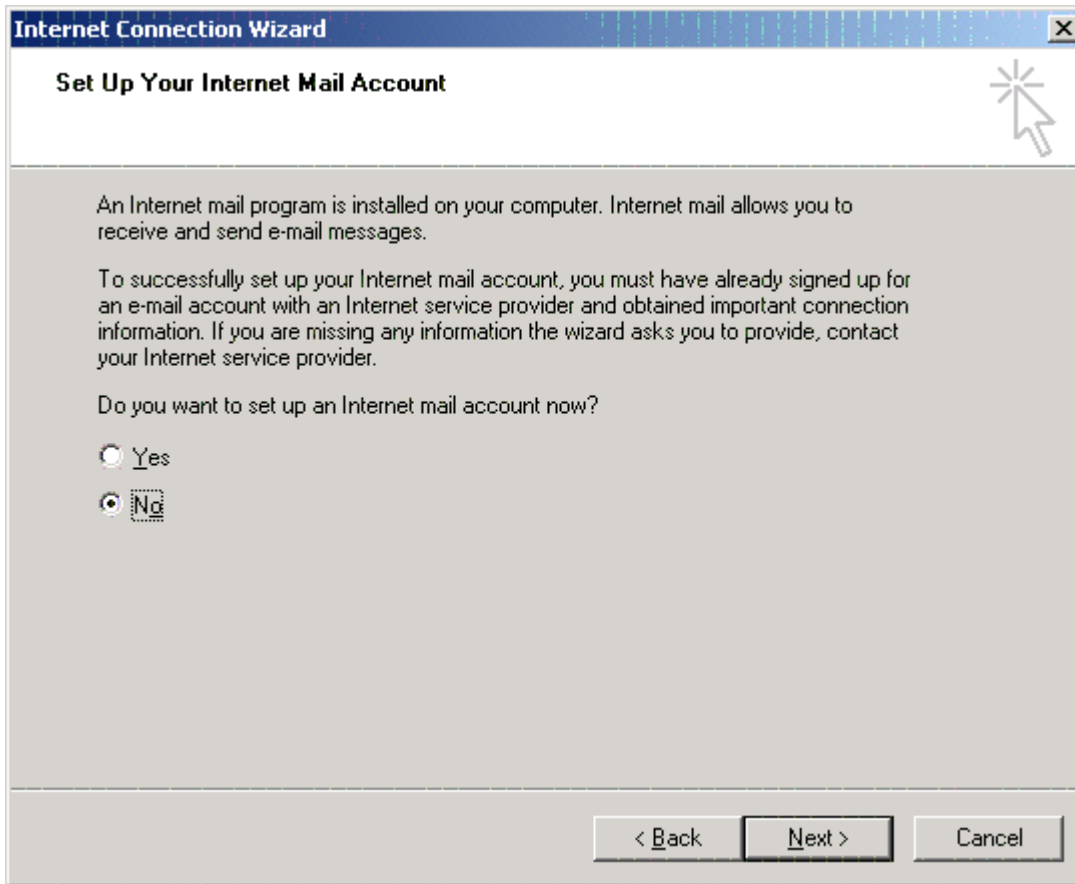 Internet Connection Wizard
Set Up Your Internet Mail Account
An Internet mail program is installed on your computer. Internet mail allows you to
receive and send e-mail messages.
To successfully set up your Internet mail account, you must have already signed up for
an e-mail account with an Internet service provider and obtained important connection
information. If you are missing any information the wizard asks you to provide, contact
your Internet service provider.
Do you want to set up an Internet mail account now?
Yes
No
< Back Next > Cancel